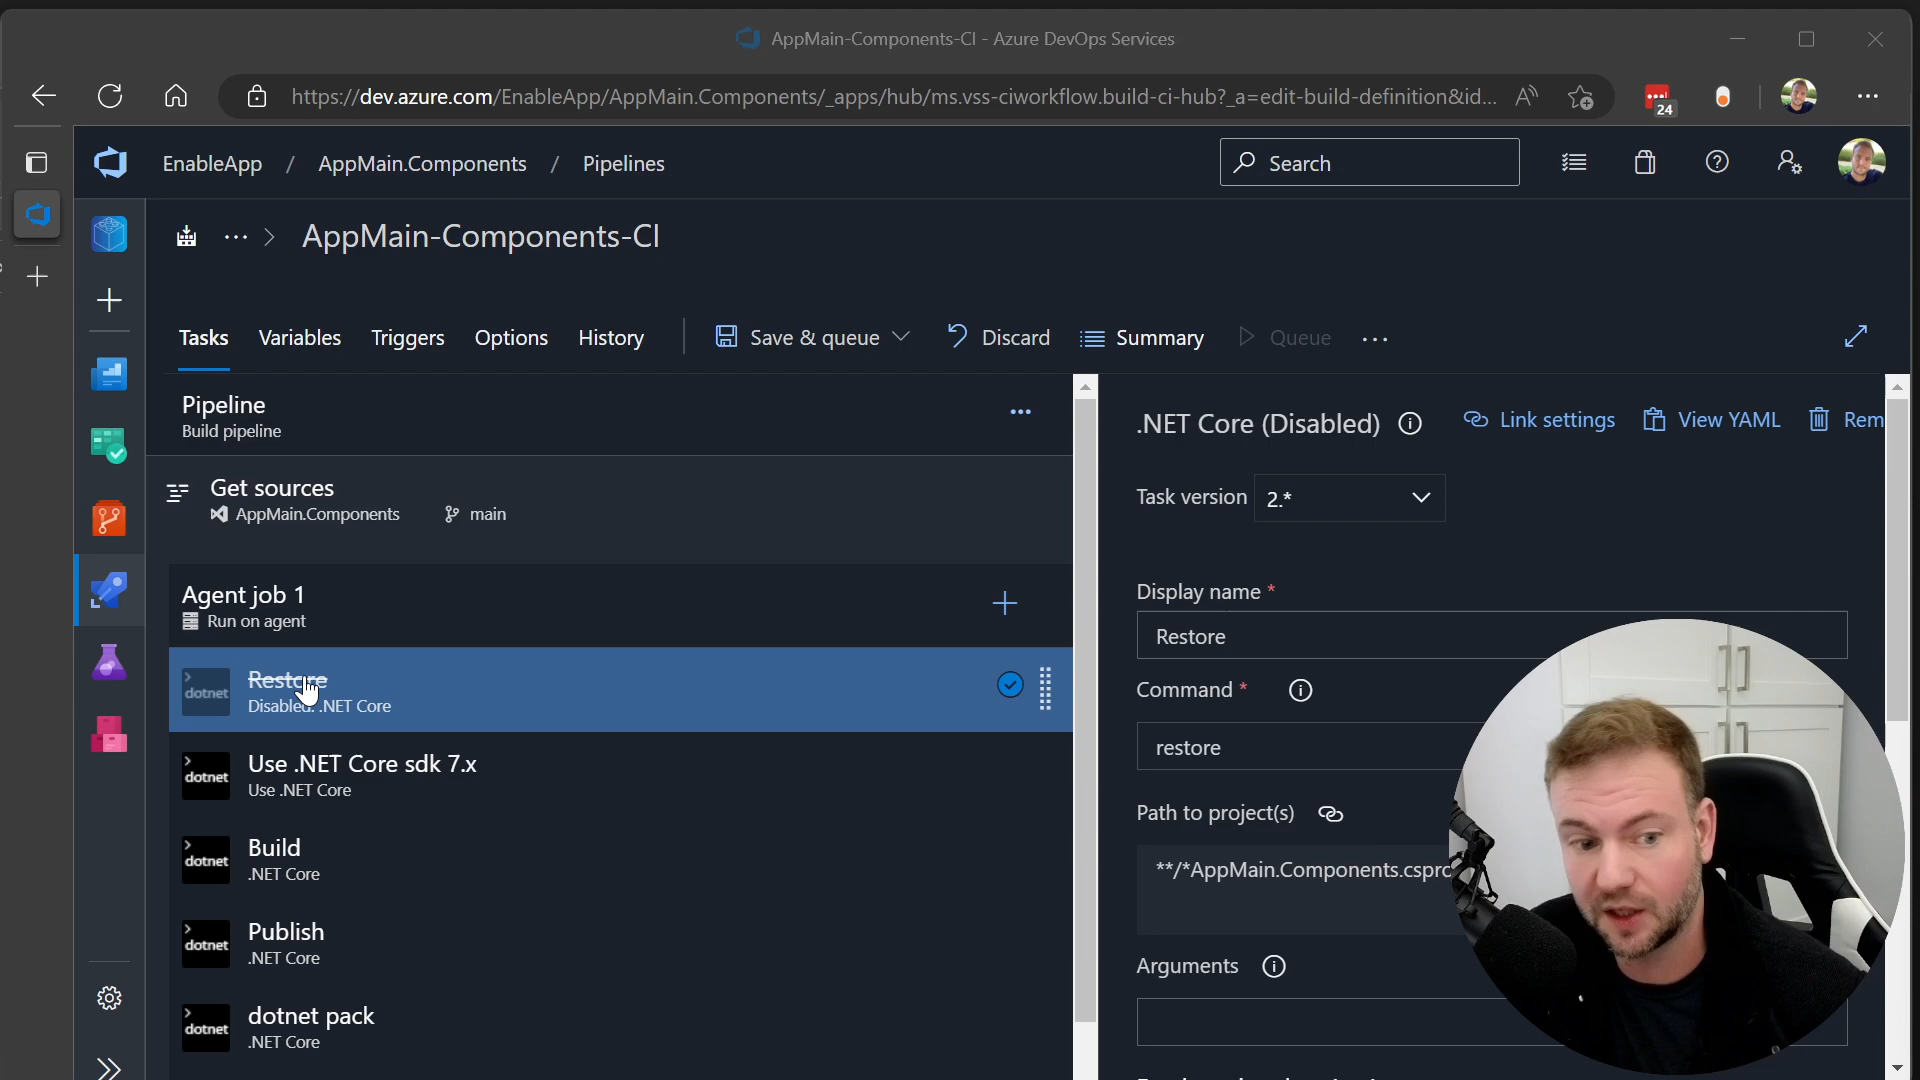 AppMain-Components-CI - Azure DevOps Services
https://dev.azure.com/EnableApp/AppMain.Components/_apps/hub/ms.vss-ciworkflow.build-ci-hub?_a=edit-build-definition&id...
24
EnableApp / AppMain.Components / Pipelines
Search
AppMain-Components-CI
Tasks Variables Triggers Options History Save & queue Discard Summary Queue
Pipeline
Build pipeline
Get sources
AppMain.Components main
Agent job 1
Run on agent
dotnet
Restore
Disabled: .NET Core
dotnet
Use .NET Core sdk 7.x
Use .NET Core
dotnet
Build
.NET Core
dotnet
Publish
.NET Core
dotnet
dotnet pack
.NET Core
.NET Core (Disabled) Link settings View YAML Rem
Task version 2.*
Display name *
Restore
Command *
restore
Path to project(s)
**/*AppMain.Components.cspro
Arguments